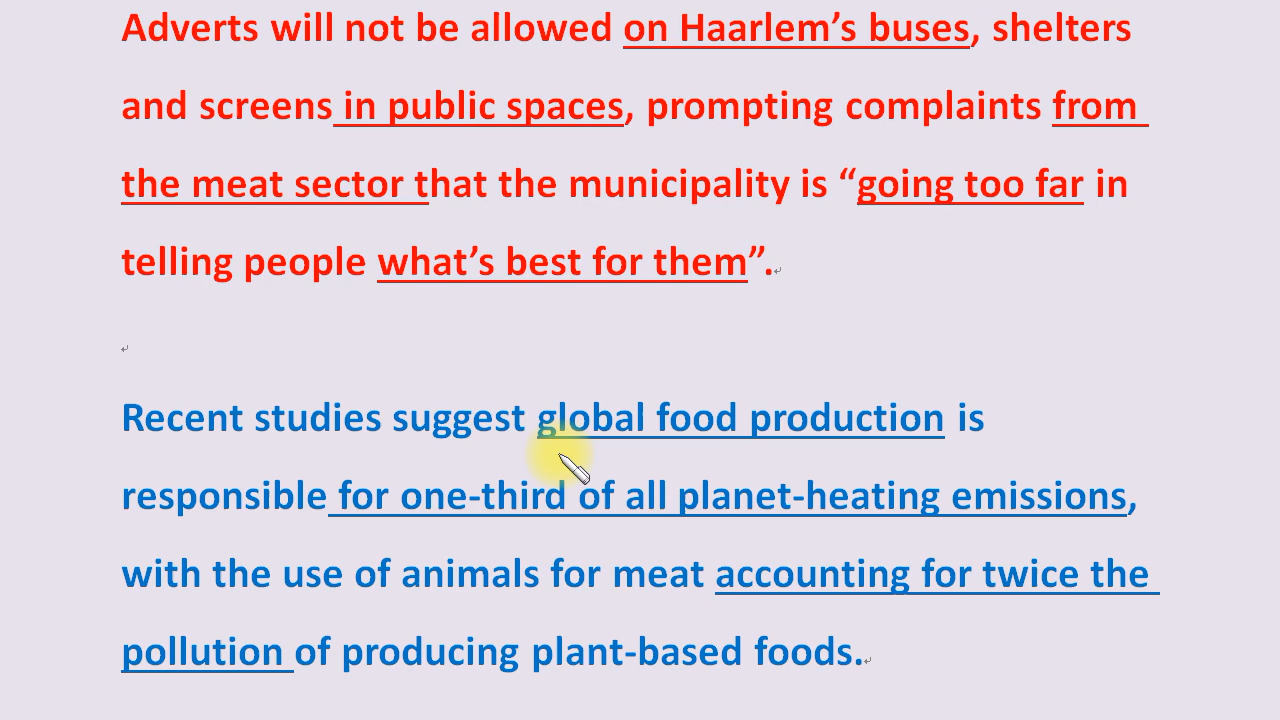 Adverts will not be allowed on Haarlem’s buses, shelters
and screens in public spaces, prompting complaints from
the meat sector that the municipality is “going too far in
telling people what’s best for them”.
Recent studies suggest global food production is
responsible for one-third of all planet-heating emissions,
with the use of animals for meat accounting for twice the
pollution of producing plant-based foods.